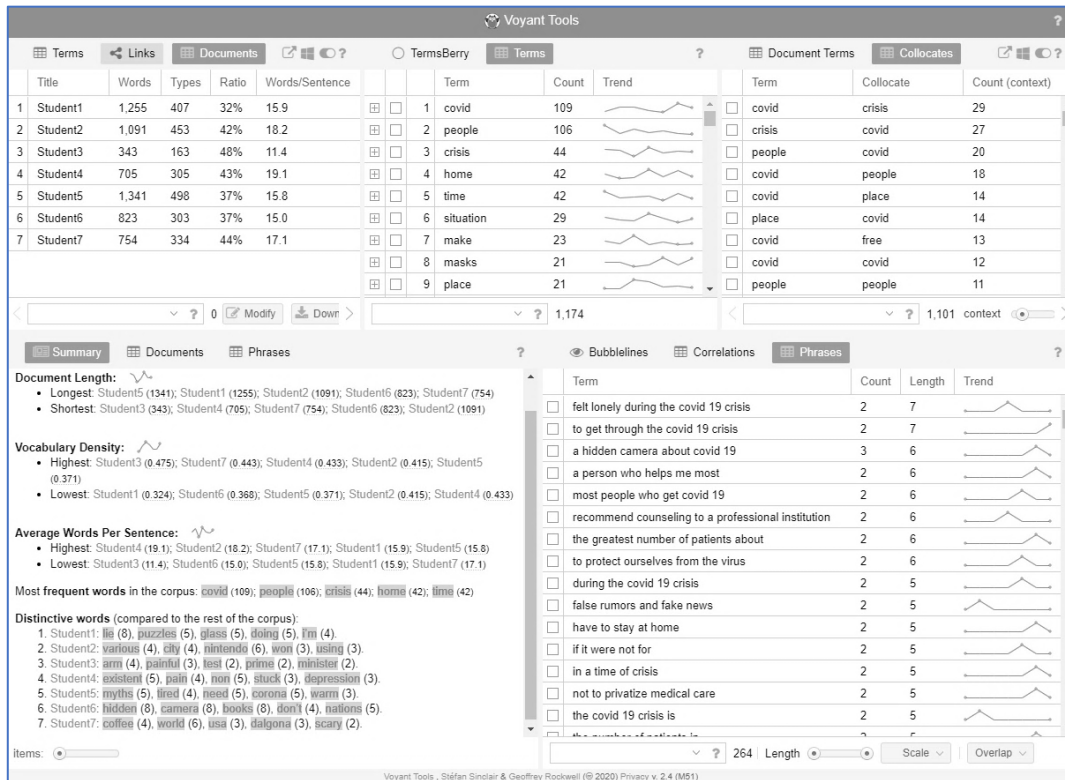 Voyant Tools ?
Terms Links Documents ?
Title Words Types Ratio Words/Sentence
1 Student1 1,255 407 32% 15.9
2 Student2 1,091 453 42% 18.2
3 Student3 343 163 48% 11.4
4 Student4 705 305 43% 19.1
5 Student5 1,341 498 37% 15.8
6 Student6 823 303 37% 15.0
7 Student7 754 334 44% 17.1
? 0 Modify Down
TermsBerry Terms ?
Term Count Trend
1 covid 109
2 people 106
3 crisis 44
4 home 42
5 time 42
6 situation 29
7 make 23
8 masks 21
9 place 21
? 1,174
Document Terms Collocates ?
Term Collocate Count (context)
covid crisis 29
crisis covid 27
people covid 20
covid people 18
covid place 14
place covid 14
covid free 13
covid covid 12
people people 11
? 1,101 context
Summary Documents Phrases ?
Document Length:
• Longest: Student5 (1341); Student1 (1255); Student2 (1091); Student6 (823); Student7 (754)
• Shortest: Student3 (343); Student4 (705); Student7 (754); Student6 (823); Student2 (1091)
Vocabulary Density:
• Highest: Student3 (0.475); Student7 (0.443); Student4 (0.433); Student2 (0.415); Student5
(0.371)
• Lowest: Student1 (0.324); Student6 (0.368); Student5 (0.371); Student2 (0.415); Student4 (0.433)
Average Words Per Sentence:
• Highest: Student4 (19.1); Student2 (18.2); Student7 (17.1); Student1 (15.9); Student5 (15.8)
• Lowest: Student3 (11.4); Student6 (15.0); Student5 (15.8); Student1 (15.9); Student7 (17.1)
Most frequent words in the corpus: covid (109); people (106); crisis (44); home (42); time (42)
Distinctive words (compared to the rest of the corpus):
1. Student1: lie (8), puzzles (5), glass (5), doing (5), i'm (4).
2. Student2: various (4), city (4), nintendo (6), won (3), using (3).
3. Student3: arm (4), painful (3), test (2), prime (2), minister (2).
4. Student4: existent (5), pain (4), non (5), stuck (3), depression (3).
5. Student5: myths (5), tired (4), need (5), corona (5), warm (3).
6. Student6: hidden (8), camera (8), books (8), don't (4), nations (5).
7. Student7: coffee (4), world (6), usa (3), dalgona (3), scary (2).
items:
Bubblelines Correlations Phrases ?
Term Count Length Trend
felt lonely during the covid 19 crisis 2 7
to get through the covid 19 crisis 2 7
a hidden camera about covid 19 3 6
a person who helps me most 2 6
most people who get covid 19 2 6
recommend counseling to a professional institution 2 6
the greatest number of patients about 2 6
to protect ourselves from the virus 2 6
during the covid 19 crisis 2 5
false rumors and fake news 2 5
have to stay at home 2 5
if it were not for 2 5
in a time of crisis 2 5
not to privatize medical care 2 5
the covid 19 crisis is 2 5
the number of patients in 2 5
? 264 Length Scale Overlap
Voyant Tools , Stéfan Sinclair & Geoffrey Rockwell (© 2020) Privacy v. 2.4 (M51)